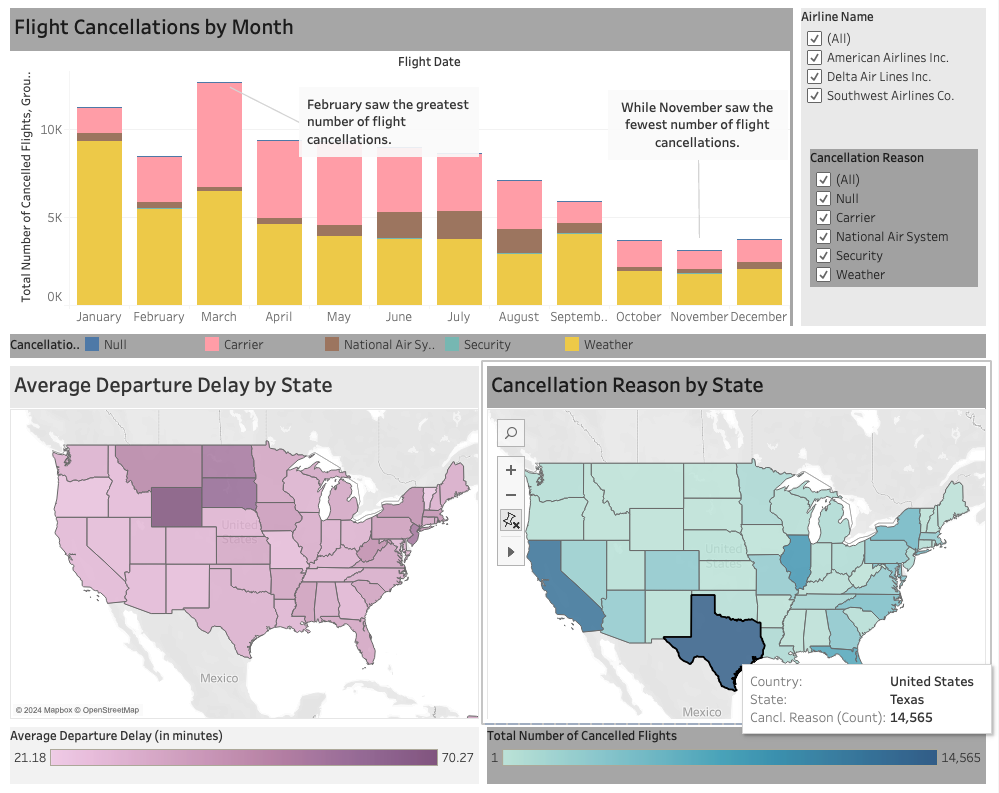 Flight Cancellations by Month
Flight Date
Total Number of Cancelled Flights, Grou..
10K
5K
0K
February saw the greatest
number of flight
cancellations.
While November saw the
fewest number of flight
cancellations.
January February March April May June July August Septemb.. October November December
Airline Name
(All)
American Airlines Inc.
Delta Air Lines Inc.
Southwest Airlines Co.
Cancellation Reason
(All)
Null
Carrier
National Air System
Security
Weather
Cancellatio.. Null Carrier National Air Sy.. Security Weather
Average Departure Delay by State
United
States
Mexico
© 2024 Mapbox © OpenStreetMap
Average Departure Delay (in minutes)
21.18 70.27
Cancellation Reason by State
United
States
Mexico
Country: United States
State: Texas
Cancl. Reason (Count): 14,565
Total Number of Cancelled Flights
1 14,565